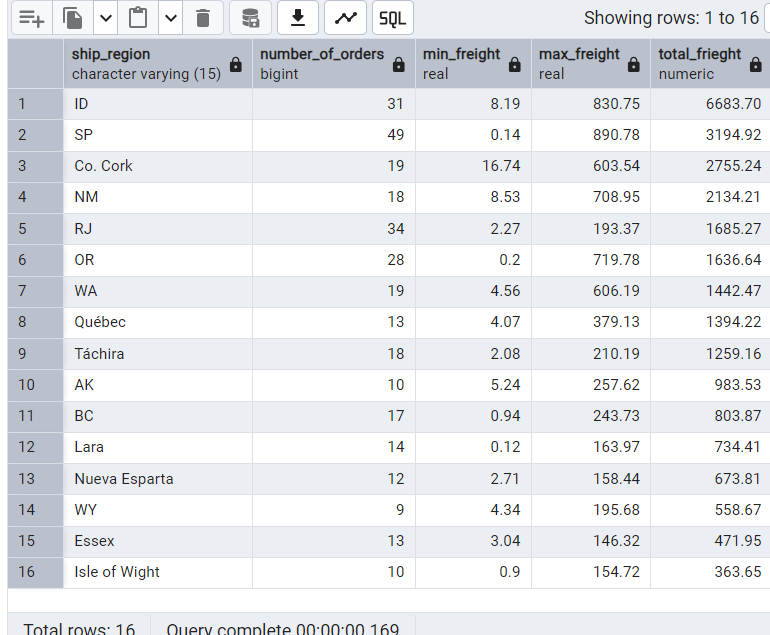 SQL Showing rows: 1 to 16
ship_region number_of_orders min_freight max_freight total_frieght
character varying (15) bigint real real numeric
1 ID 31 8.19 830.75 6683.70
2 SP 49 0.14 890.78 3194.92
3 Co. Cork 19 16.74 603.54 2755.24
4 NM 18 8.53 708.95 2134.21
5 RJ 34 2.27 193.37 1685.27
6 OR 28 0.2 719.78 1636.64
7 WA 19 4.56 606.19 1442.47
8 Québec 13 4.07 379.13 1394.22
9 Táchira 18 2.08 210.19 1259.16
10 AK 10 5.24 257.62 983.53
11 BC 17 0.94 243.73 803.87
12 Lara 14 0.12 163.97 734.41
13 Nueva Esparta 12 2.71 158.44 673.81
14 WY 9 4.34 195.68 558.67
15 Essex 13 3.04 146.32 471.95
16 Isle of Wight 10 0.9 154.72 363.65
Total rows: 16 Query complete 00:00:00.169